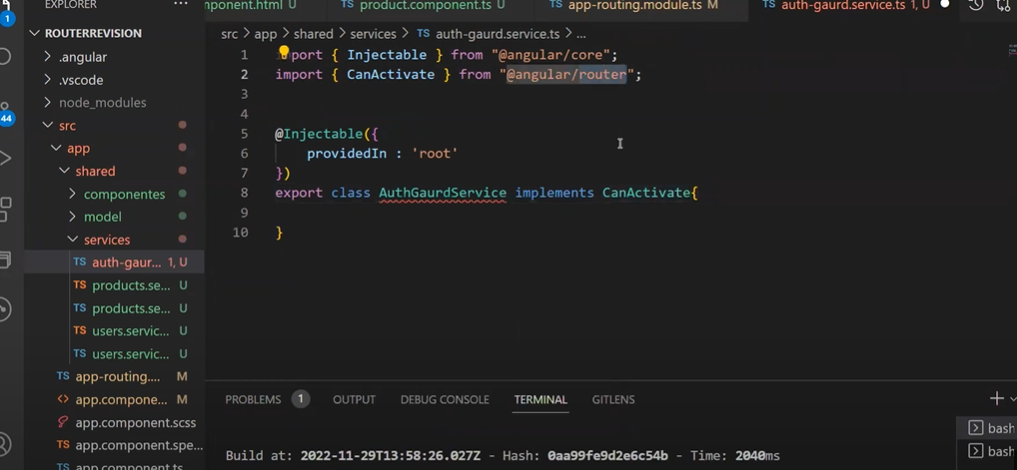 EXPLORER ...
ROUTERREVISION
.angular
.vscode
node_modules
src
app
shared
componentes
model
services
TS auth-gaur... 1, U
TS products.se... U
TS products.se... U
TS users.servic... U
TS users.servic... U
TS app-routing.... M
<> app.compone... M
app.component.scss
TS app.component.spe...
TS app.component.ts
1
44
mponent.html U
TS product.component.ts U
TS app-routing.module.ts M
TS auth-gaurd.service.ts 1, U
src > app > shared > services > TS auth-gaurd.service.ts > ...
1 port { Injectable } from "@angular/core";
2 import { CanActivate } from "@angular/router";
3
4
5 @Injectable({
6 providedIn : 'root'
7 })
8 export class AuthGaurdService implements CanActivate{
9
10 }
PROBLEMS 1 OUTPUT DEBUG CONSOLE TERMINAL GITLENS
bash
bash
Build at: 2022-11-29T13:58:26.027Z - Hash: 0aa99fe9d2e6c54b - Time: 2040ms